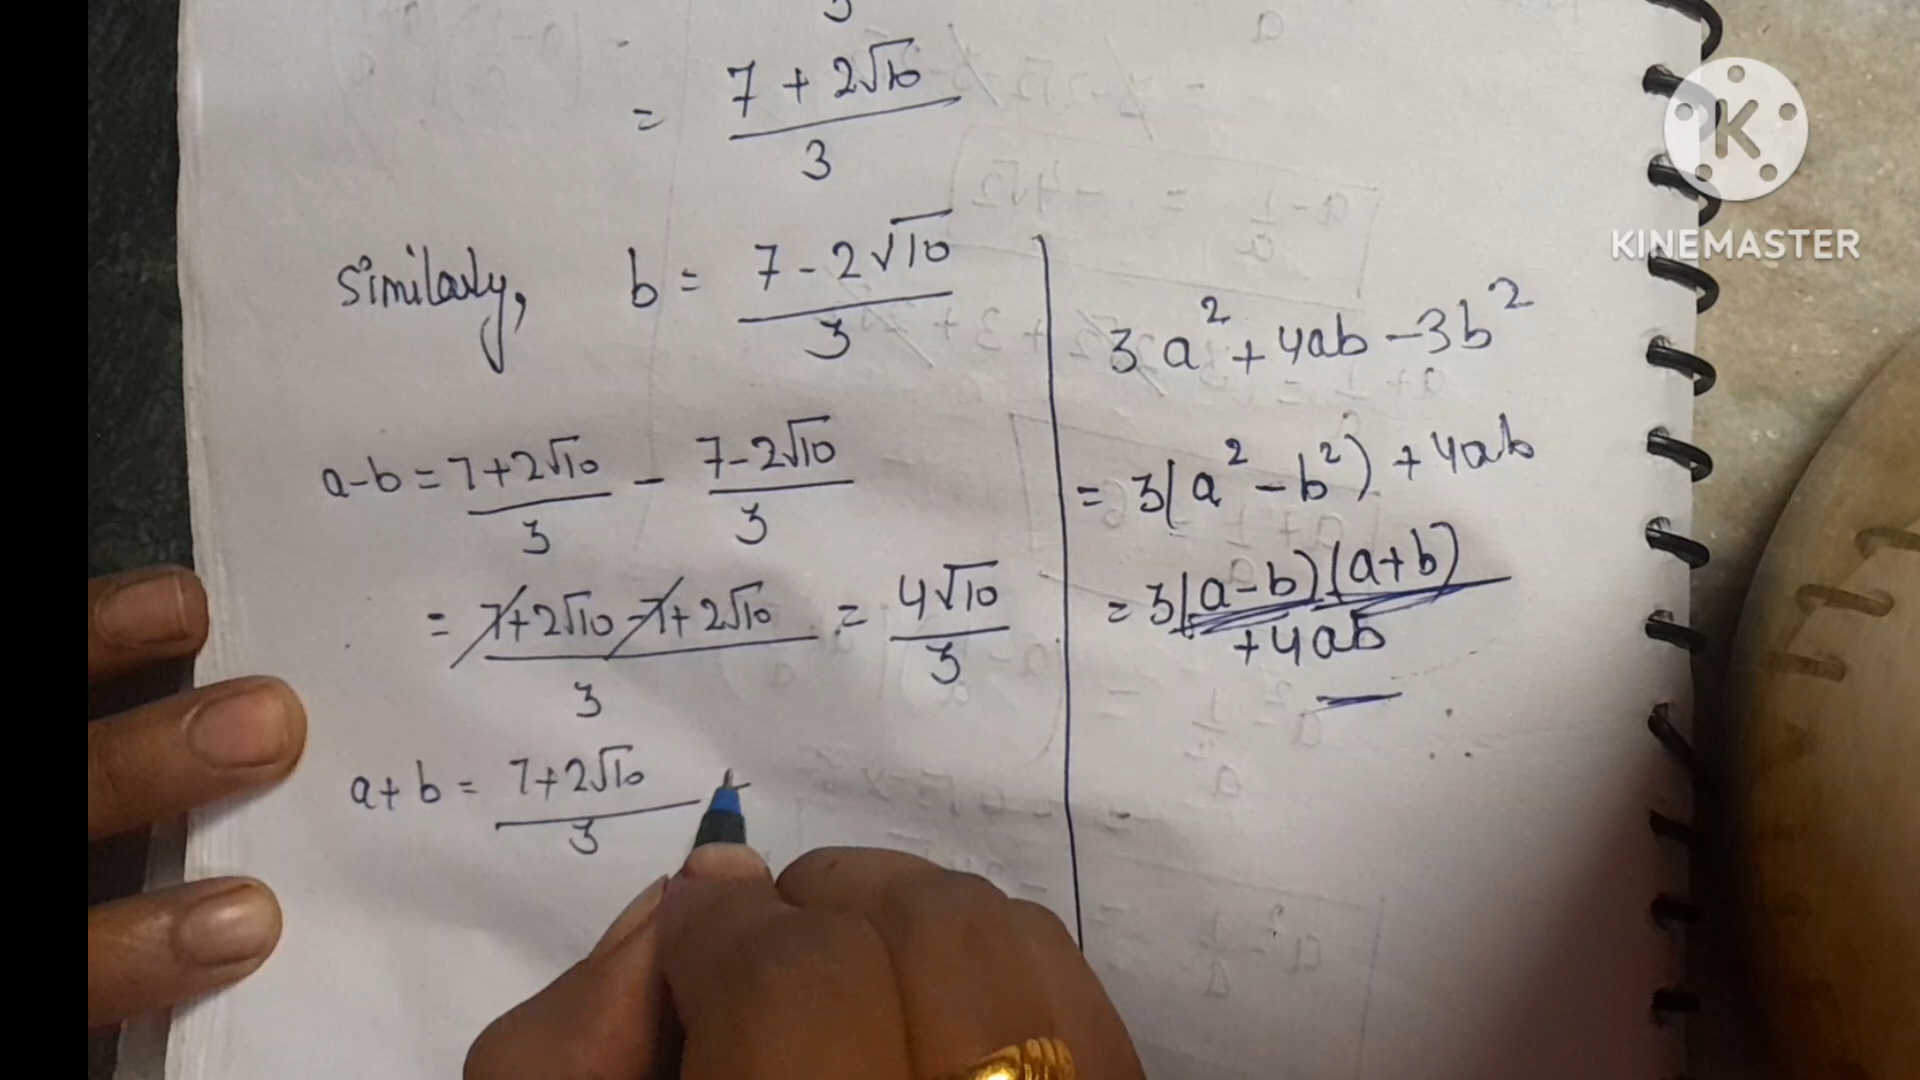 3
= 7 + 2√10 / 3
Similarly, b = 7 - 2√10 / 3
a-b = 7+2√10 / 3 - 7-2√10 / 3
= 7+2√10 -7+2√10 / 3 = 4√10 / 3
a+b = 7+2√10 / 3 +
3a² + 4ab - 3b²
= 3(a² - b²) + 4ab
= 3(a-b)(a+b)
+4ab
K
KINEMASTER